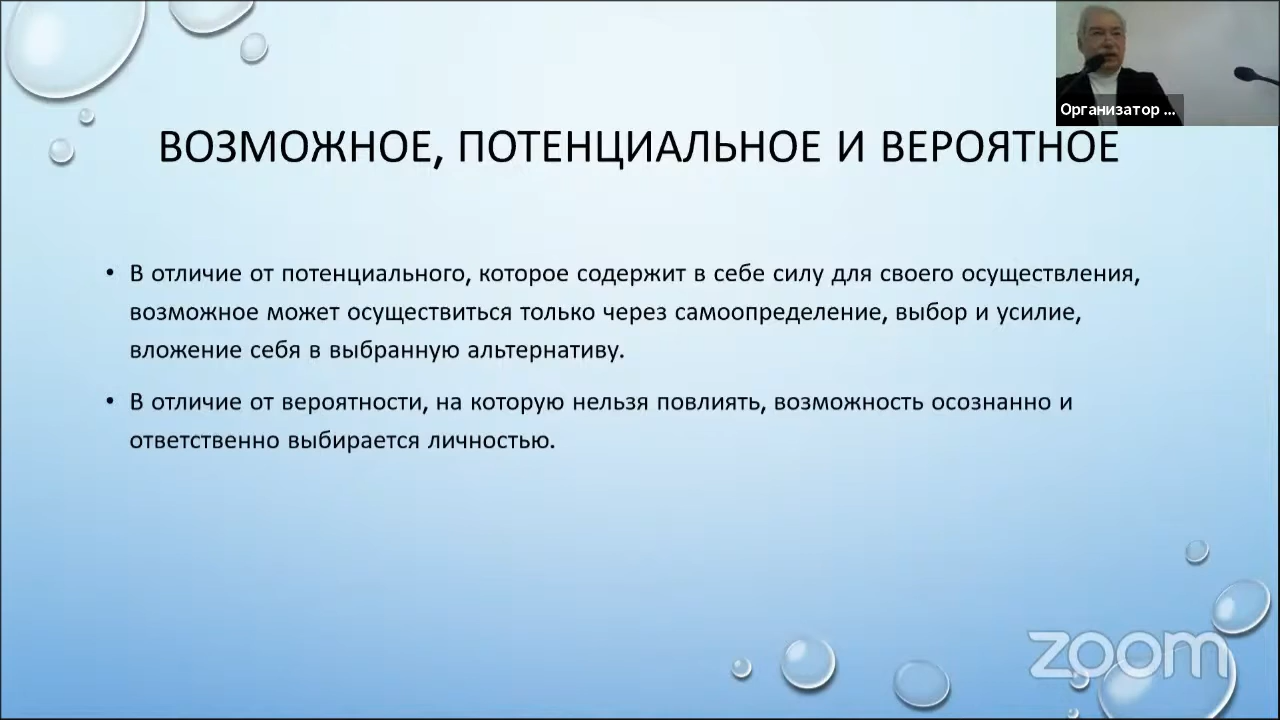 Организатор ...
ВОЗМОЖНОЕ, ПОТЕНЦИАЛЬНОЕ И ВЕРОЯТНОЕ
• В отличие от потенциального, которое содержит в себе силу для своего осуществления,
возможное может осуществиться только через самоопределение, выбор и усилие,
вложение себя в выбранную альтернативу.
• В отличие от вероятности, на которую нельзя повлиять, возможность осознанно и
ответственно выбирается личностью.
zoom